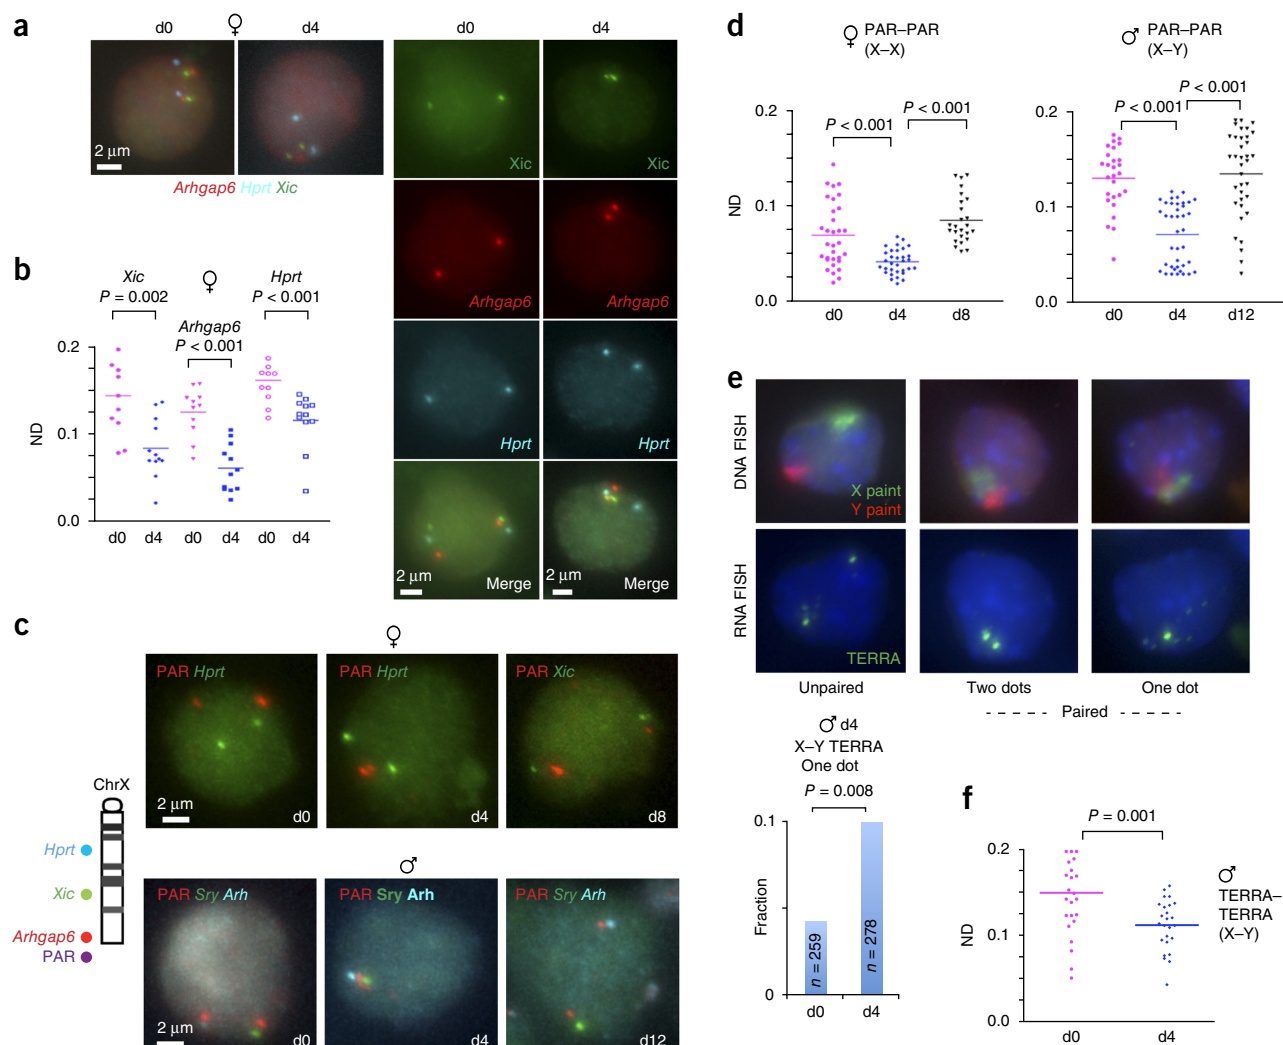 a
♀
d0
d4
2 μm
Arhgap6 Hprt Xic
d0
d4
Xic
Xic
Arhgap6
Arhgap6
Hprt
Hprt
2 μm
Merge
2 μm
Merge
b
Xic
P = 0.002
♀
Hprt
P < 0.001
Arhgap6
P < 0.001
ND
0.2
0.1
0.0
d0 d4 d0 d4 d0 d4
c
♀
PAR Hprt
2 μm
d0
PAR Hprt
d4
PAR Xic
d8
ChrX
Hprt
Xic
Arhgap6
PAR
♂
PAR Sry Arh
2 μm
d0
PAR Sry Arh
d4
PAR Sry Arh
d12
d
♀ PAR–PAR
(X–X)
P < 0.001
P < 0.001
ND
0.2
0.1
0.0
d0 d4 d8
♂ PAR–PAR
(X–Y)
P < 0.001
P < 0.001
0.2
0.1
0.0
d0 d4 d12
e
DNA FISH
X paint
Y paint
RNA FISH
TERRA
Unpaired
Two dots
One dot
Paired
♂ d4
X–Y TERRA
One dot
P = 0.008
Fraction
0.1
0
n = 259
n = 278
d0 d4
f
P = 0.001
ND
0.2
0.1
0.0
d0 d4
♂
TERRA–
TERRA
(X–Y)